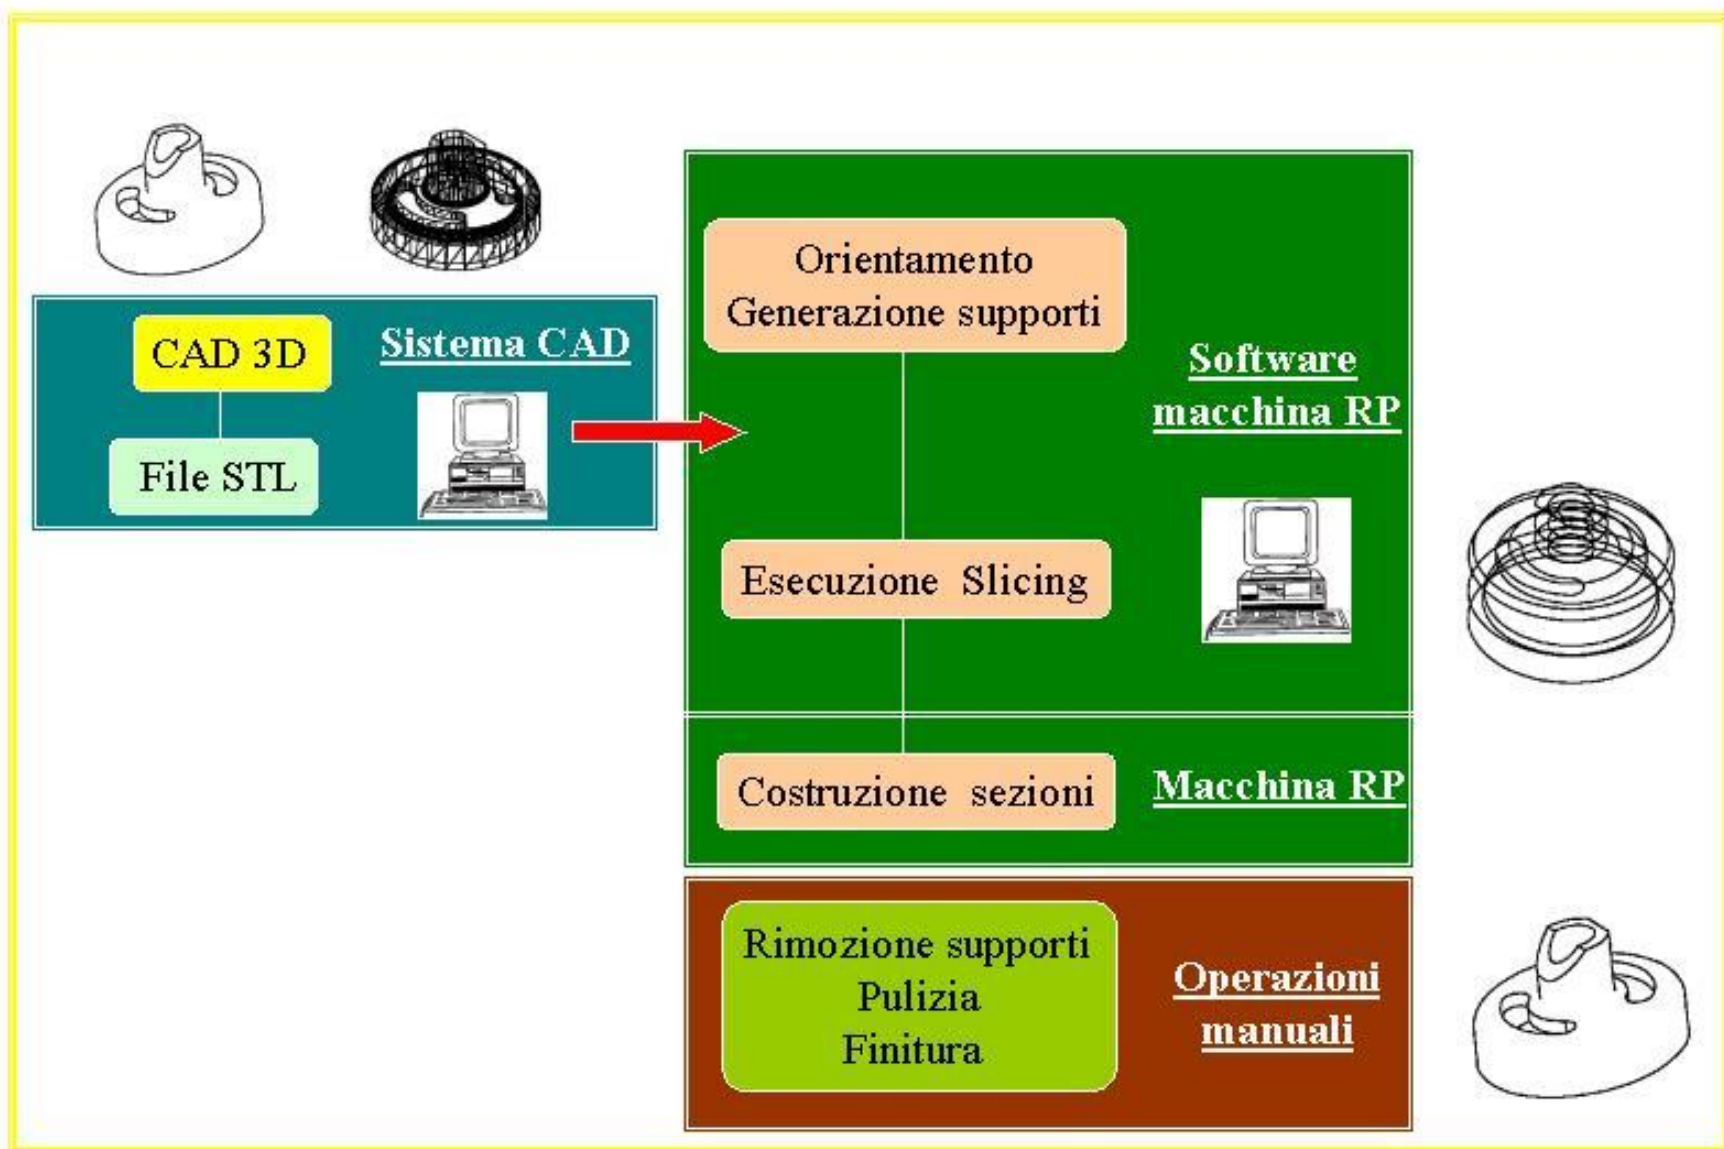 CAD 3D
Sistema CAD
File STL
Orientamento
Generazione supporti
Software
macchina RP
Esecuzione Slicing
Costruzione sezioni
Macchina RP
Rimozione supporti
Pulizia
Finitura
Operazioni
manuali